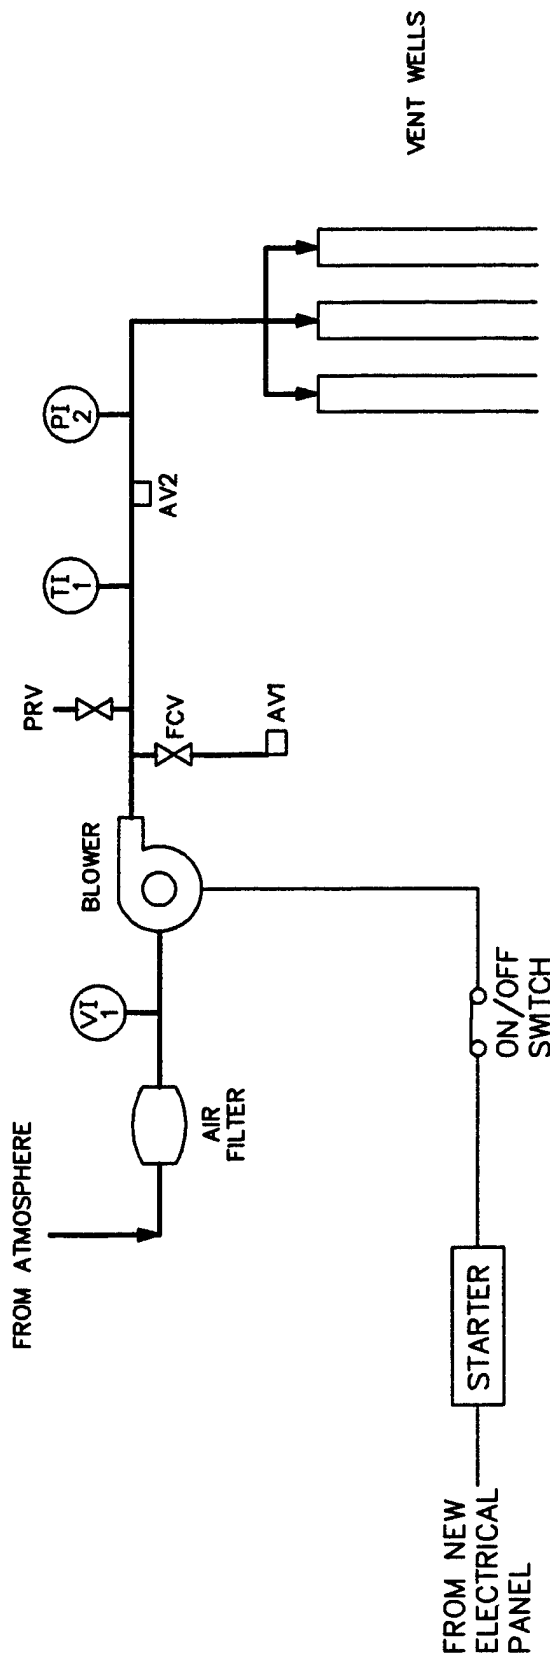 FROM ATMOSPHERE
AIR
FILTER
VI
1
BLOWER
PRV
FCV
AV1
TI
1
AV2
PI
2
VENT WELLS
FROM NEW
ELECTRICAL
PANEL
STARTER
ON/OFF
SWITCH